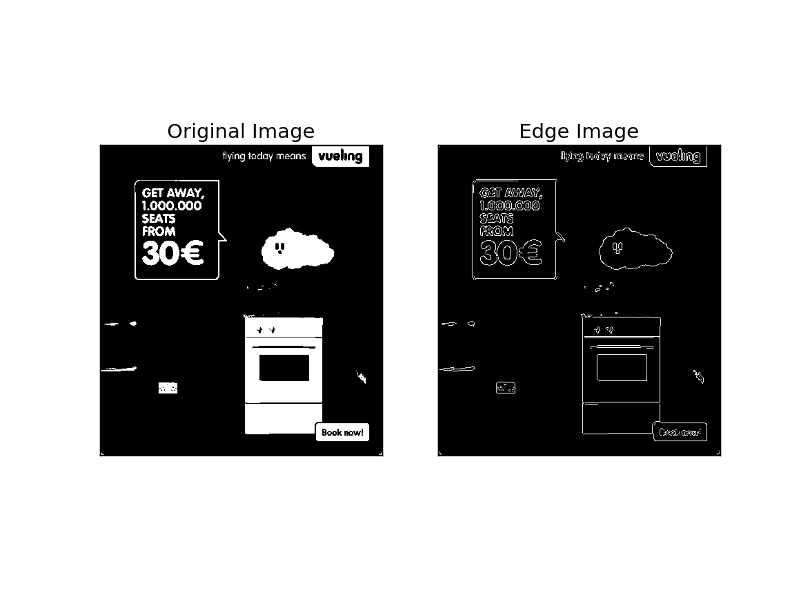 Original Image
flying today means vueling
GET AWAY,
1.000.000
SEATS
FROM
30€
Book now!
Edge Image
flying today means vueling
GET AWAY,
1.000.000
SEATS
FROM
30€
Book now!